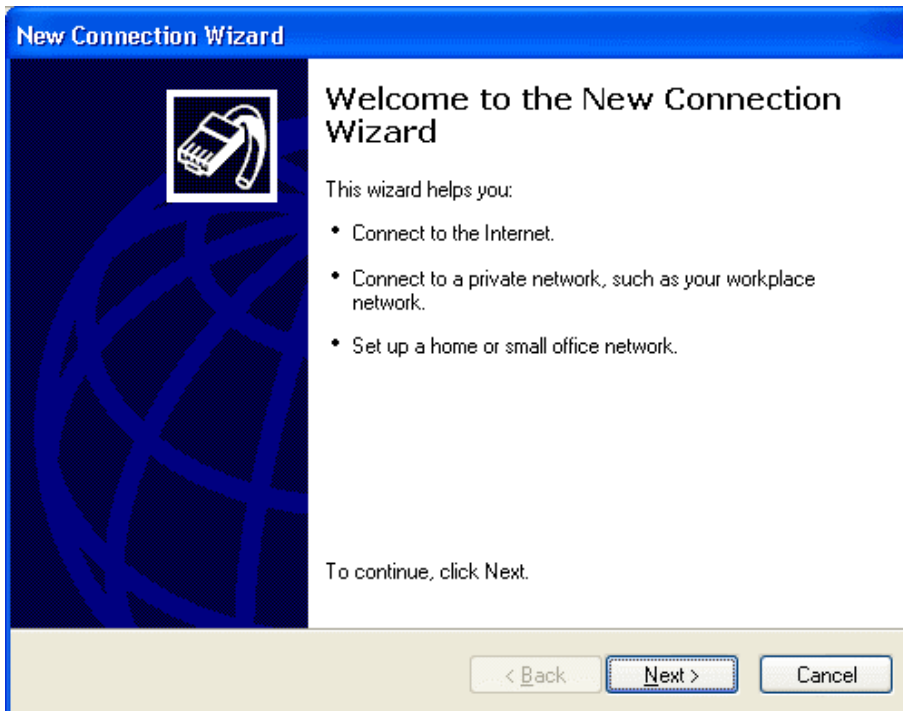 New Connection Wizard
Welcome to the New Connection
Wizard
This wizard helps you:
• Connect to the Internet.
• Connect to a private network, such as your workplace
network.
• Set up a home or small office network.
To continue, click Next.
< Back
Next >
Cancel